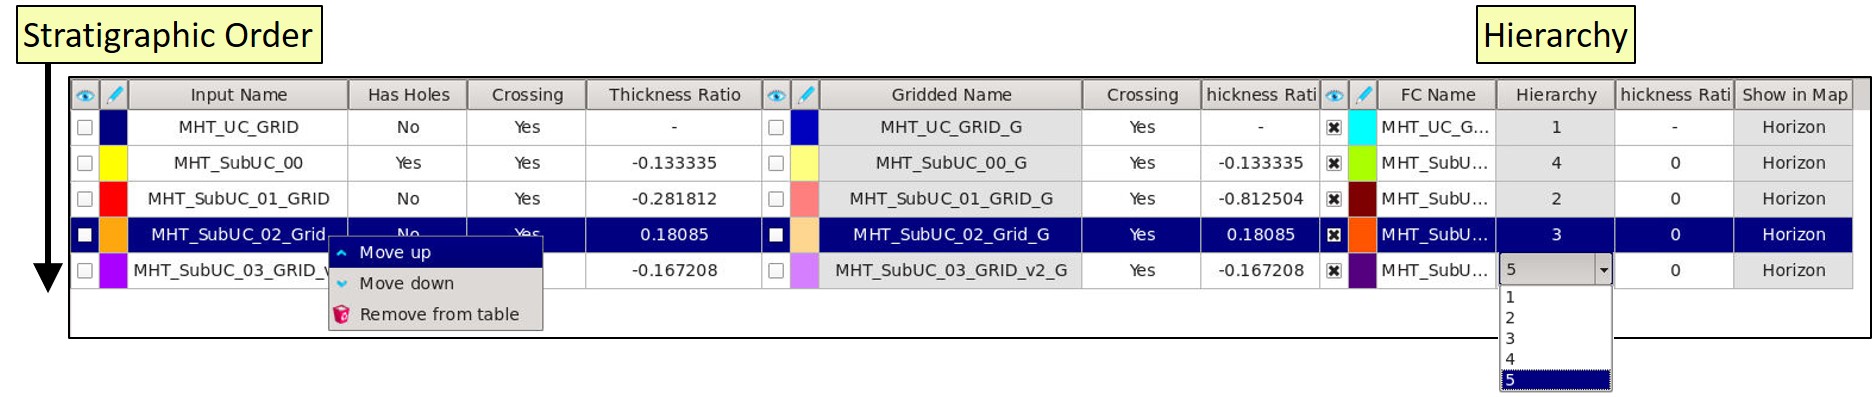 Stratigraphic Order
Hierarchy
Input Name Has Holes Crossing Thickness Ratio Gridded Name Crossing hickness Rati FC Name Hierarchy hickness Rati Show in Map
MHT_UC_GRID No Yes - MHT_UC_GRID_G Yes - MHT_UC_G... 1 - Horizon
MHT_SubUC_00 Yes Yes -0.133335 MHT_SubUC_00_G Yes -0.133335 MHT_SubU... 4 0 Horizon
MHT_SubUC_01_GRID No Yes -0.281812 MHT_SubUC_01_GRID_G Yes -0.812504 MHT_SubU... 2 0 Horizon
MHT_SubUC_02_Grid No Yes 0.18085 MHT_SubUC_02_Grid_G Yes 0.18085 MHT_SubU... 3 0 Horizon
MHT_SubUC_03_GRID_v -0.167208 MHT_SubUC_03_GRID_v2_G Yes -0.167208 MHT_SubU... 5 0 Horizon
Move up
Move down
Remove from table
1
2
3
4
5